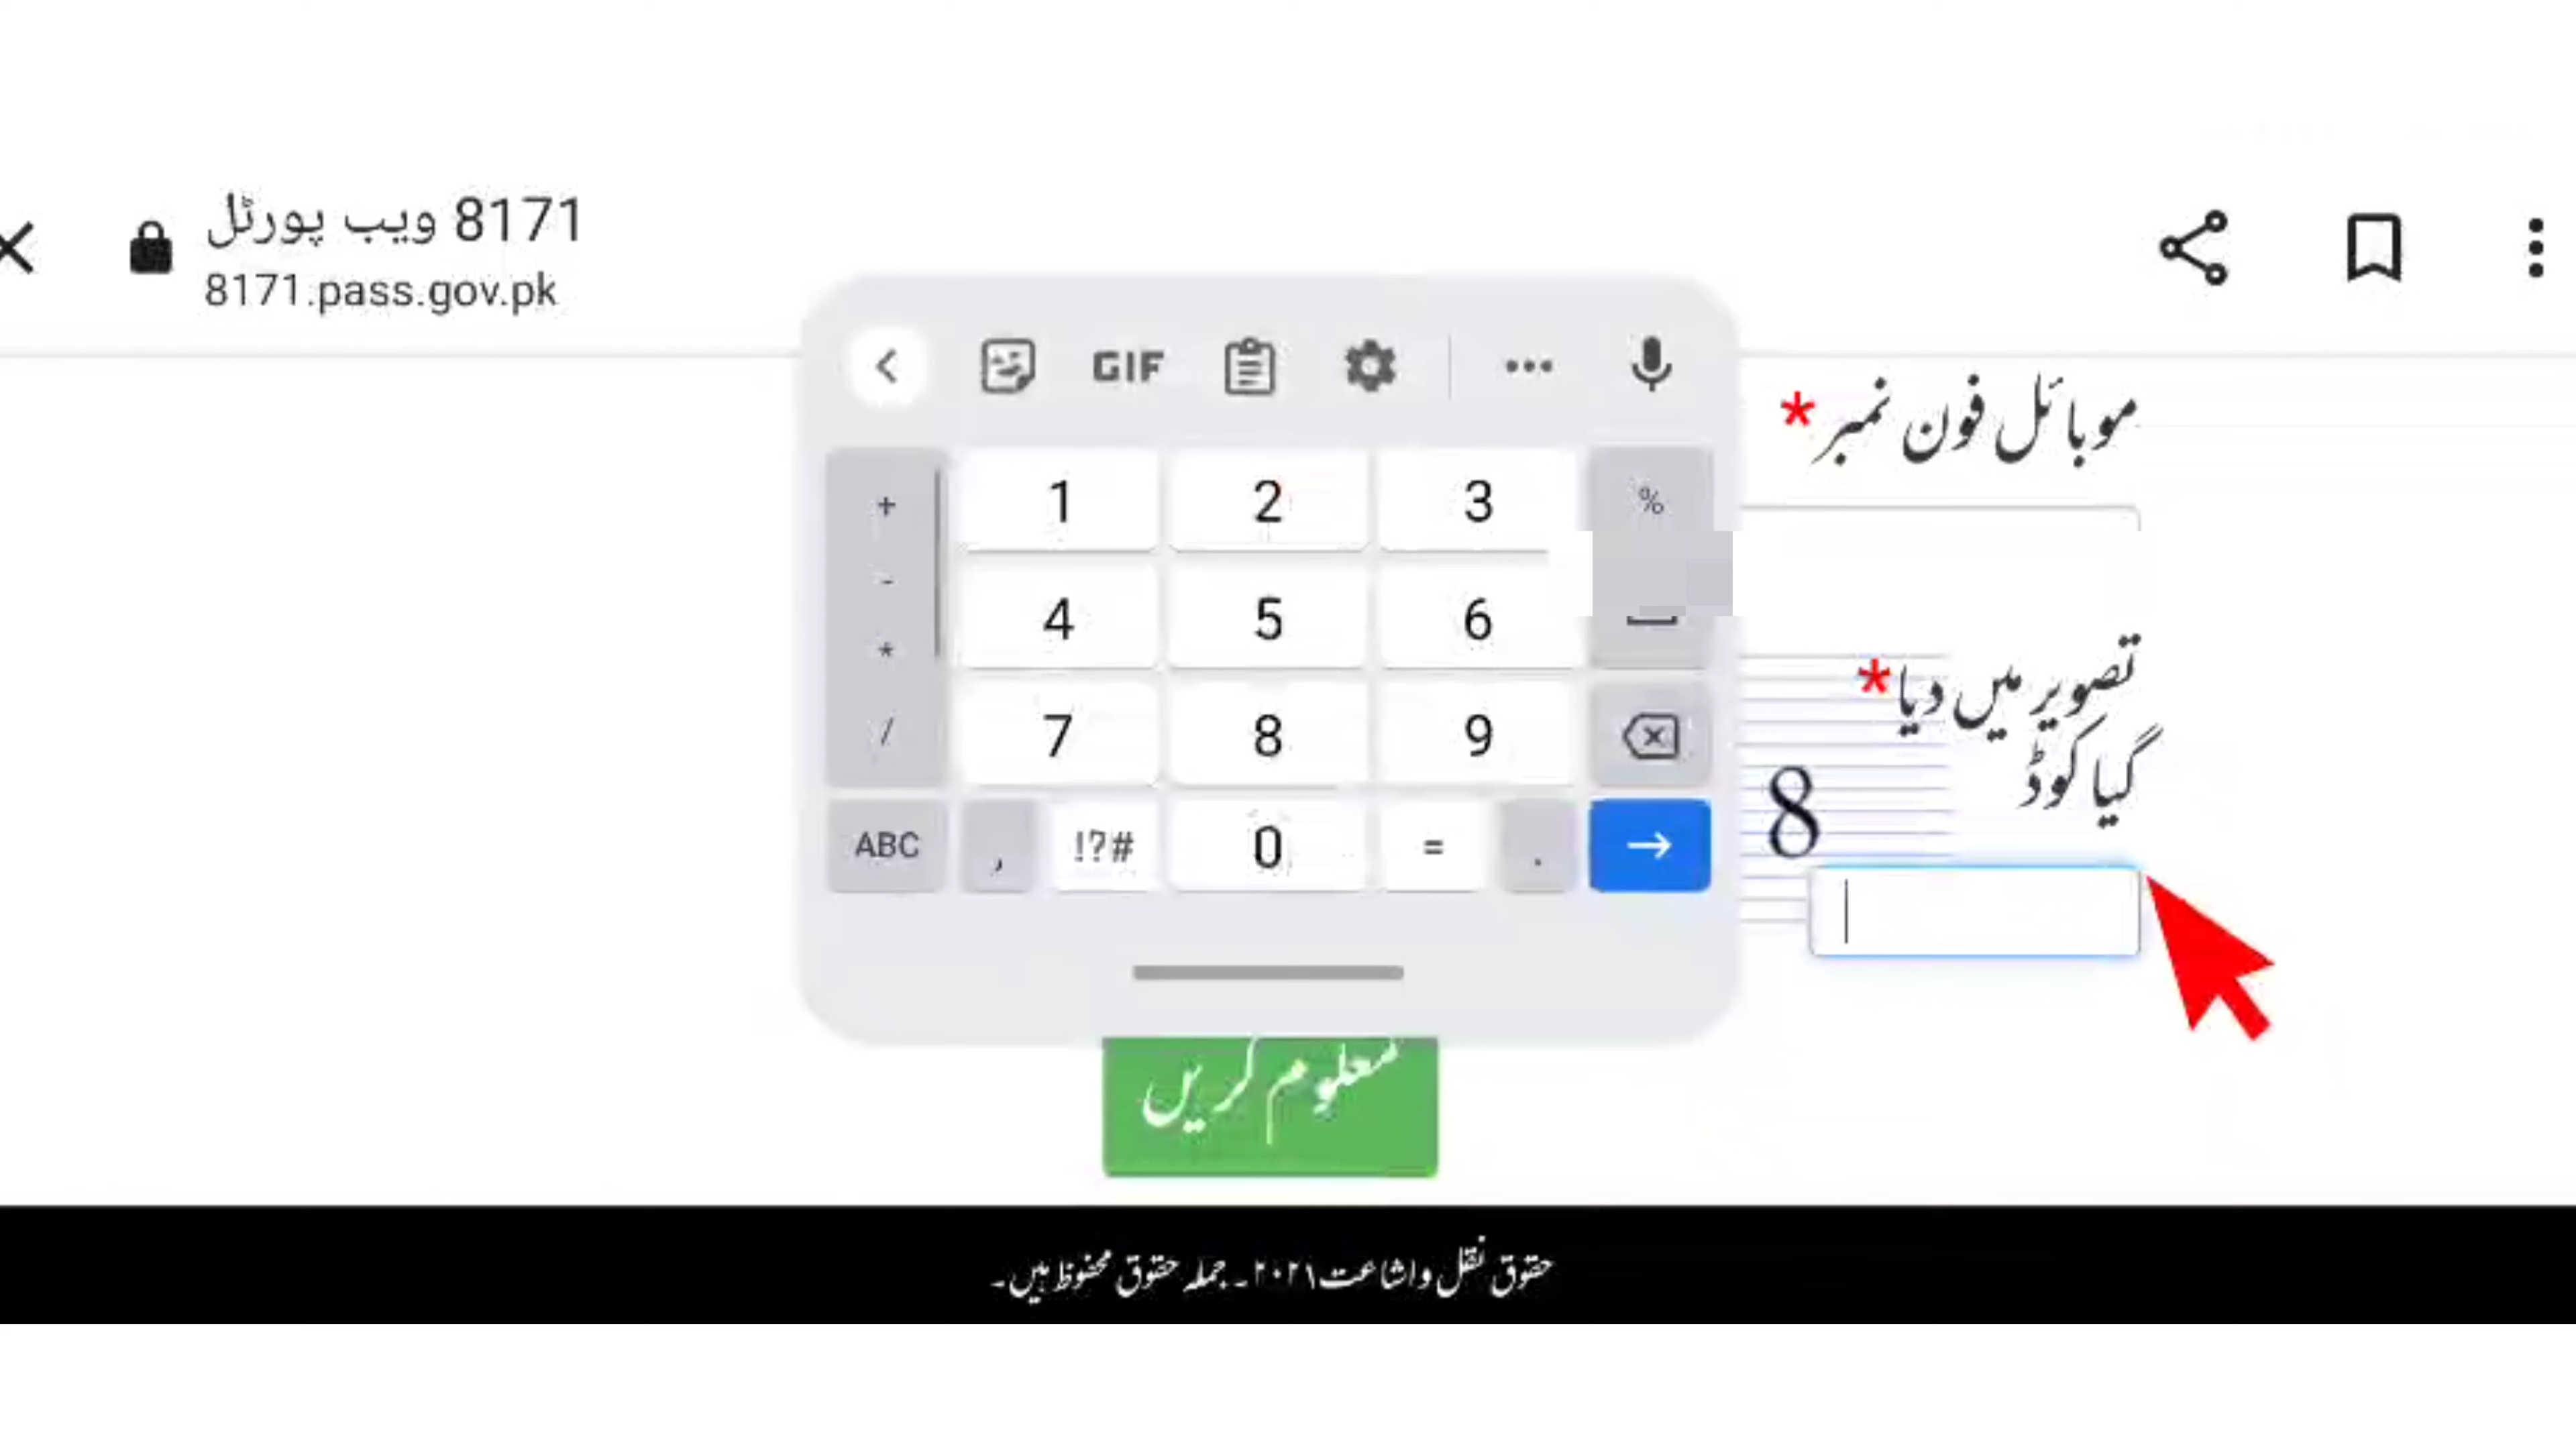 8171 ویب پورٹل
8171.pass.gov.pk
GIF
موبائل فون نمبر *
+ 1 2 3 %
- 4 5 6
*
تصویر میں دیا *
گیا کوڈ
/ 7 8 9
8
ABC , !?# 0 = .
معلوم کریں
حقوق نقل واشاعت ۲۰۲۱ ۔ جملہ حقوق محفوظ ہیں۔